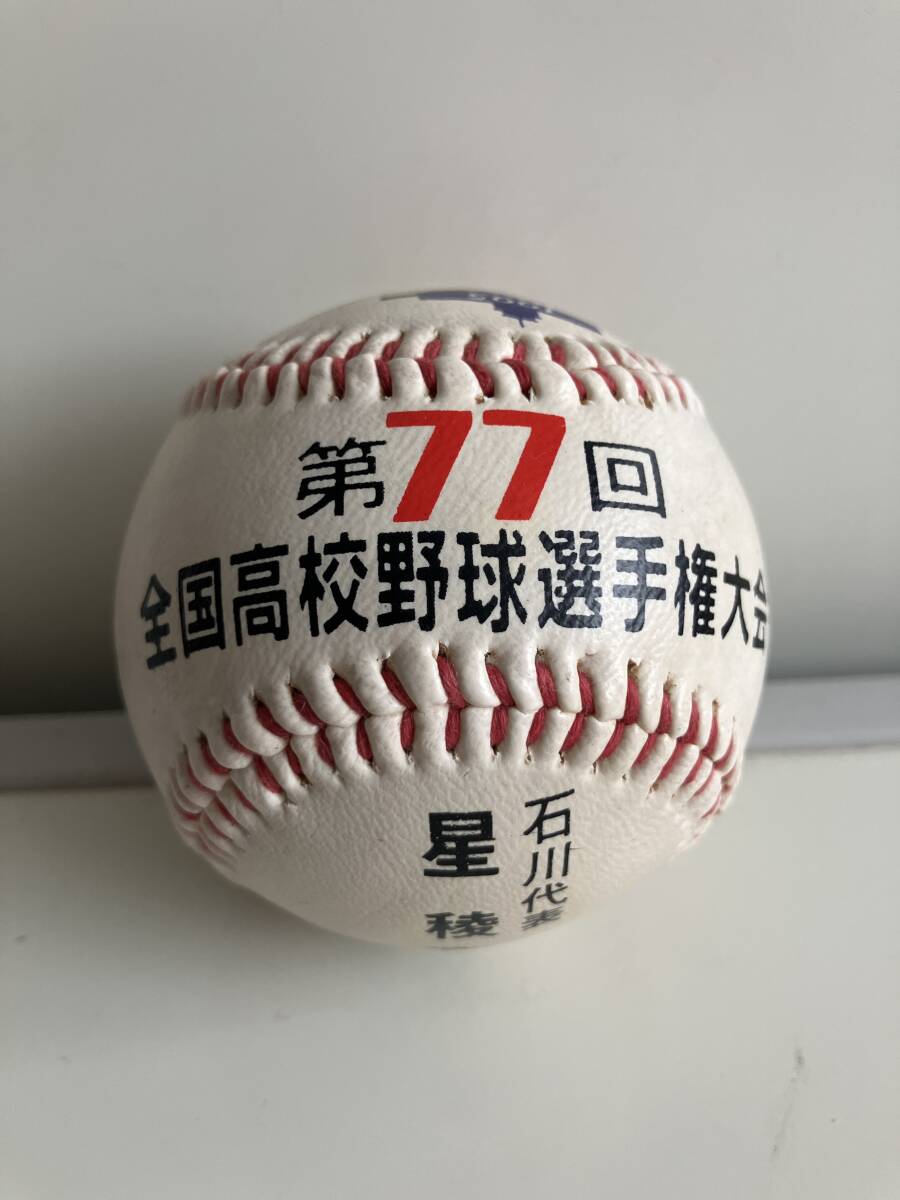 第77回
全国高校野球選手権大会
石川代表
星稜